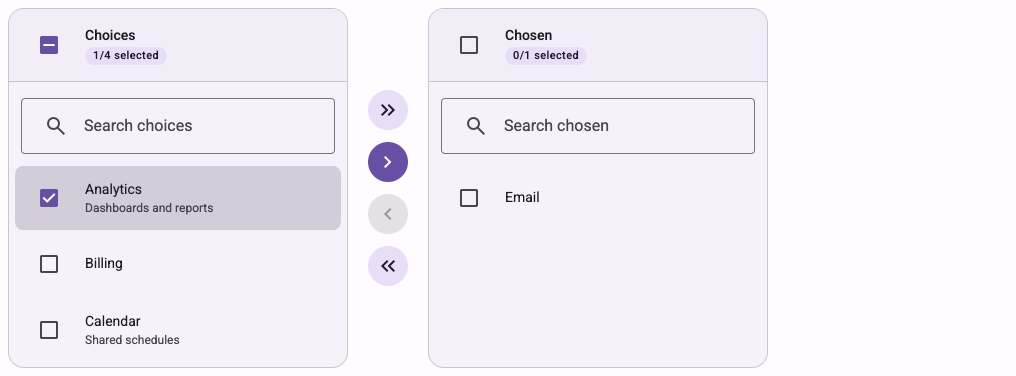 Choices
1/4 selected
Search choices
Analytics
Dashboards and reports
Billing
Calendar
Shared schedules
Chosen
0/1 selected
Search chosen
Email